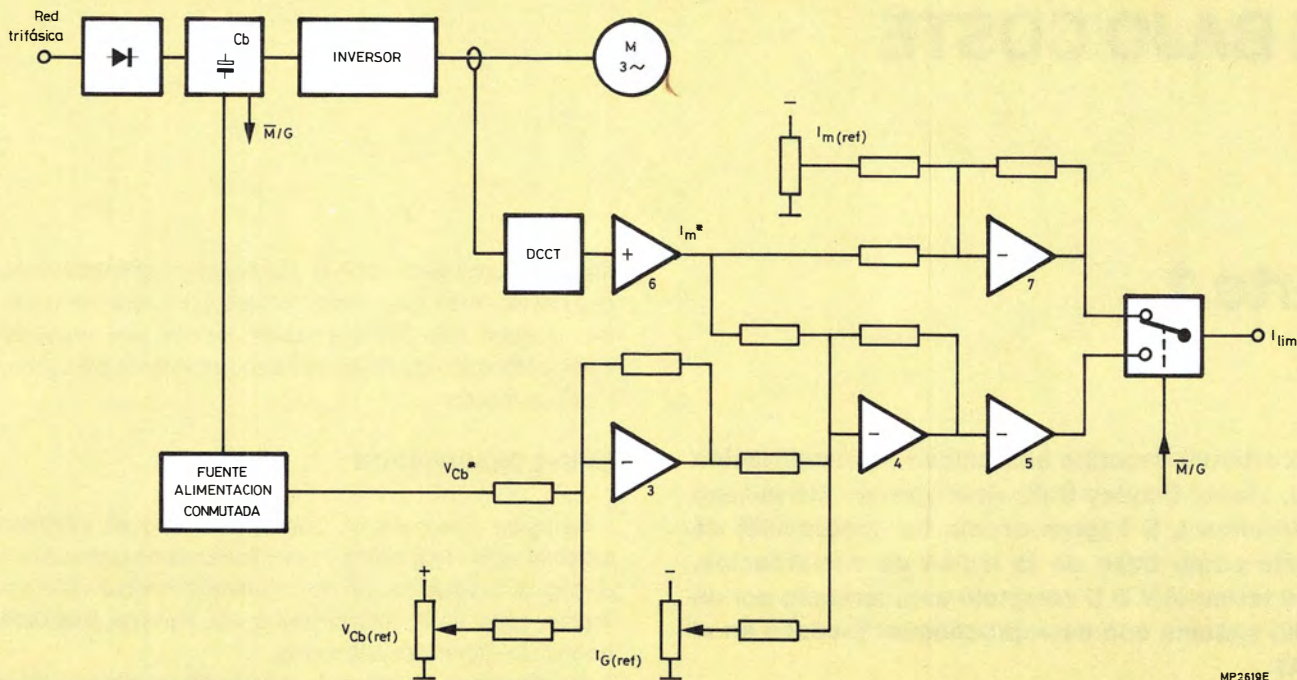 Red
trifásica
Cb
INVERSOR
M
3~
M̅/G
I_m(ref)
DCCT
I_m*
6
7
I_lim
3
4
5
M̅/G
FUENTE
ALIMENTACION
CONMUTADA
V_Cb*
+
-
-
+
-
-
-
-
V_Cb(ref)
I_G(ref)
MP2619E